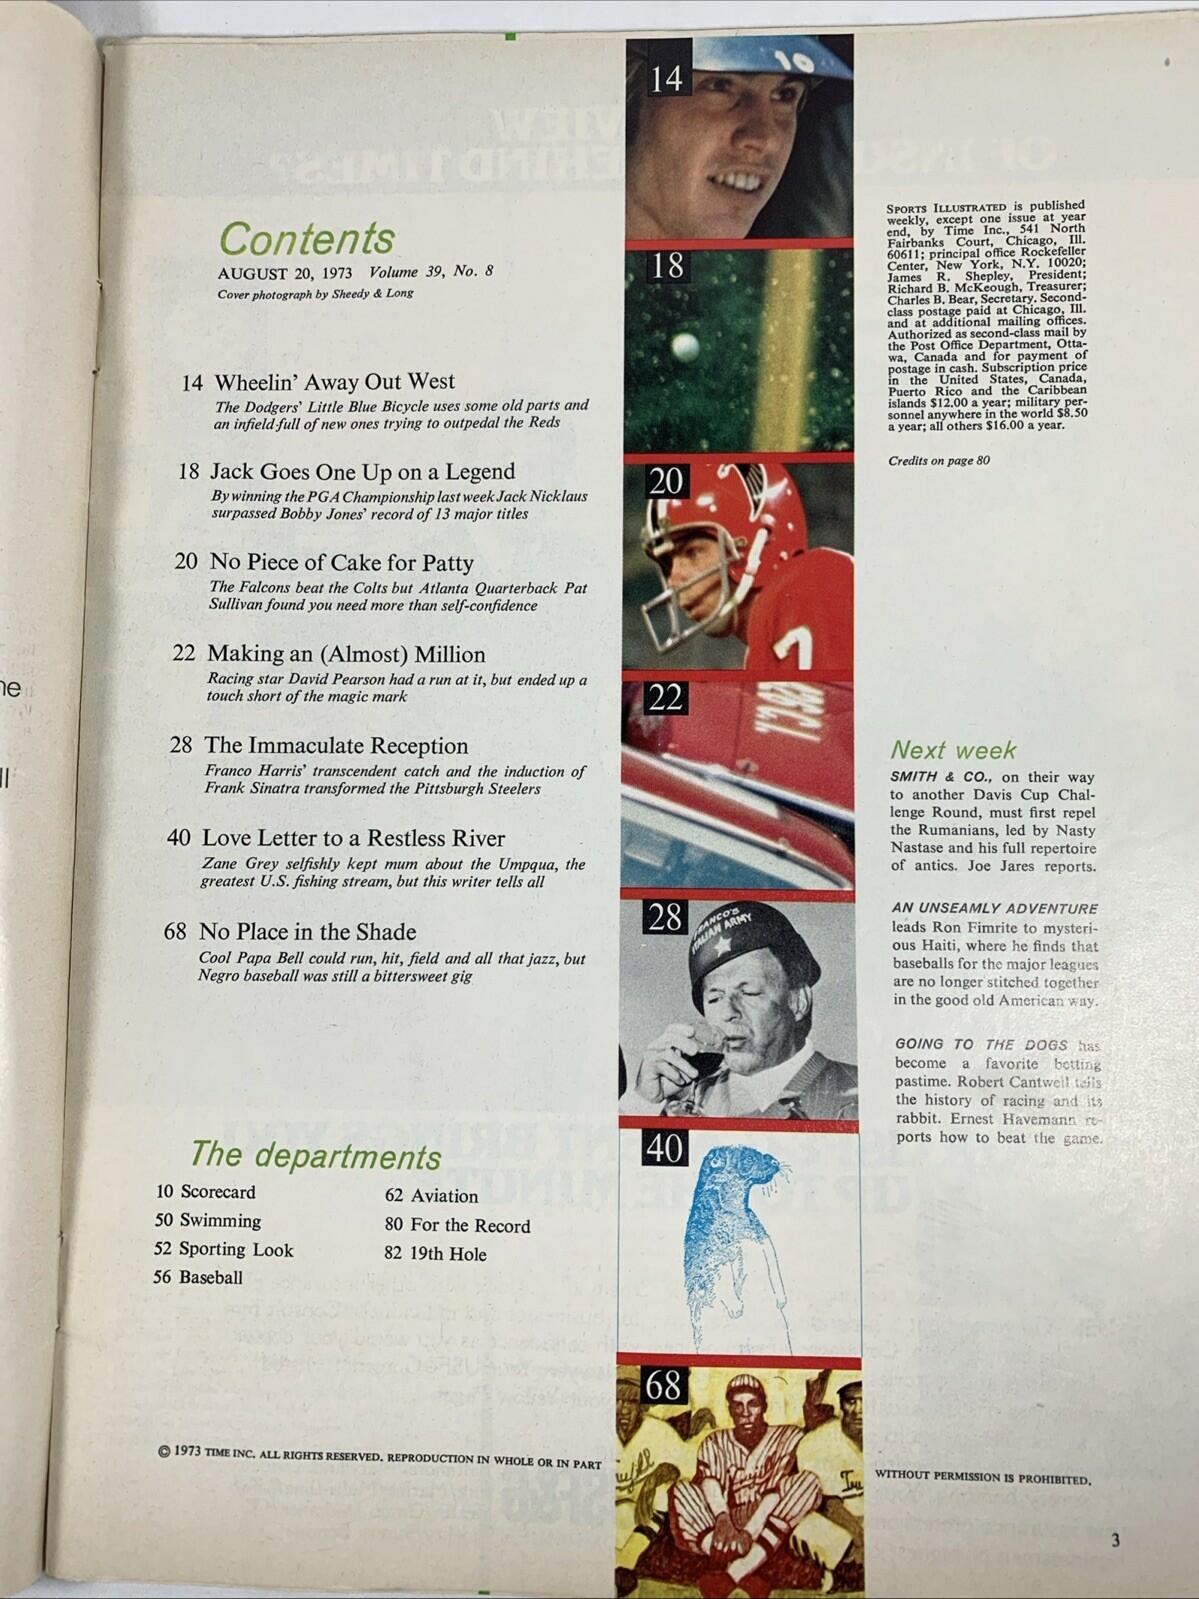 Contents
AUGUST 20, 1973 Volume 39, No. 8
Cover photograph by Sheedy & Long
14 Wheelin' Away Out West
The Dodgers' Little Blue Bicycle uses some old parts and
an infield-full of new ones trying to outpedal the Reds
18 Jack Goes One Up on a Legend
By winning the PGA Championship last week Jack Nicklaus
surpassed Bobby Jones' record of 13 major titles
20 No Piece of Cake for Patty
The Falcons beat the Colts but Atlanta Quarterback Pat
Sullivan found you need more than self-confidence
22 Making an (Almost) Million
Racing star David Pearson had a run at it, but ended up a
touch short of the magic mark
28 The Immaculate Reception
Franco Harris' transcendent catch and the induction of
Frank Sinatra transformed the Pittsburgh Steelers
40 Love Letter to a Restless River
Zane Grey selfishly kept mum about the Umpqua, the
greatest U.S. fishing stream, but this writer tells all
68 No Place in the Shade
Cool Papa Bell could run, hit, field and all that jazz, but
Negro baseball was still a bittersweet gig
The departments
10 Scorecard
50 Swimming
52 Sporting Look
56 Baseball
62 Aviation
80 For the Record
82 19th Hole
14
10
18
20
7
22
28
FRANCO'S
ITALIAN ARMY
40
68
SPORTS ILLUSTRATED is published
weekly, except one issue at year
end, by Time Inc., 541 North
Fairbanks Court, Chicago, Ill.
60611; principal office Rockefeller
Center, New York, N.Y. 10020;
James R. Shepley, President;
Richard B. McKeough, Treasurer;
Charles B. Bear, Secretary. Second-
class postage paid at Chicago, Ill.
and at additional mailing offices.
Authorized as second-class mail by
the Post Office Department, Otta-
wa, Canada and for payment of
postage in cash. Subscription price
in the United States, Canada,
Puerto Rico and the Caribbean
islands $12.00 a year; military per-
sonnel anywhere in the world $8.50
a year; all others $16.00 a year.
Credits on page 80
Next week
SMITH & CO., on their way
to another Davis Cup Chal-
lenge Round, must first repel
the Rumanians, led by Nasty
Nastase and his full repertoire
of antics. Joe Jares reports.
AN UNSEAMLY ADVENTURE
leads Ron Fimrite to mysteri-
ous Haiti, where he finds that
baseballs for the major leagues
are no longer stitched together
in the good old American way.
GOING TO THE DOGS has
become a favorite betting
pastime. Robert Cantwell tells
the history of racing and its
rabbit. Ernest Havemann re-
ports how to beat the game.
© 1973 TIME INC. ALL RIGHTS RESERVED. REPRODUCTION IN WHOLE OR IN PART WITHOUT PERMISSION IS PROHIBITED.
3